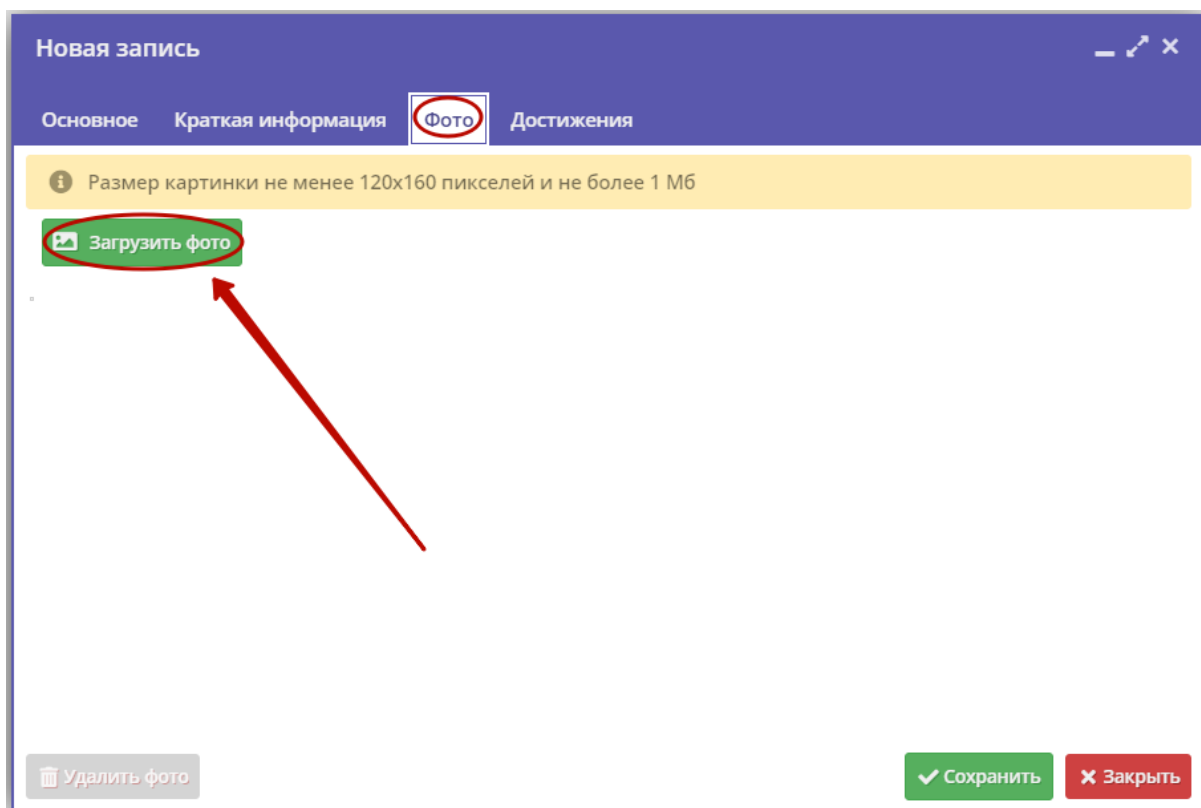 Новая запись
Основное Краткая информация Фото Достижения
Размер картинки не менее 120x160 пикселей и не более 1 Мб
Загрузить фото
Удалить фото Сохранить Закрыть